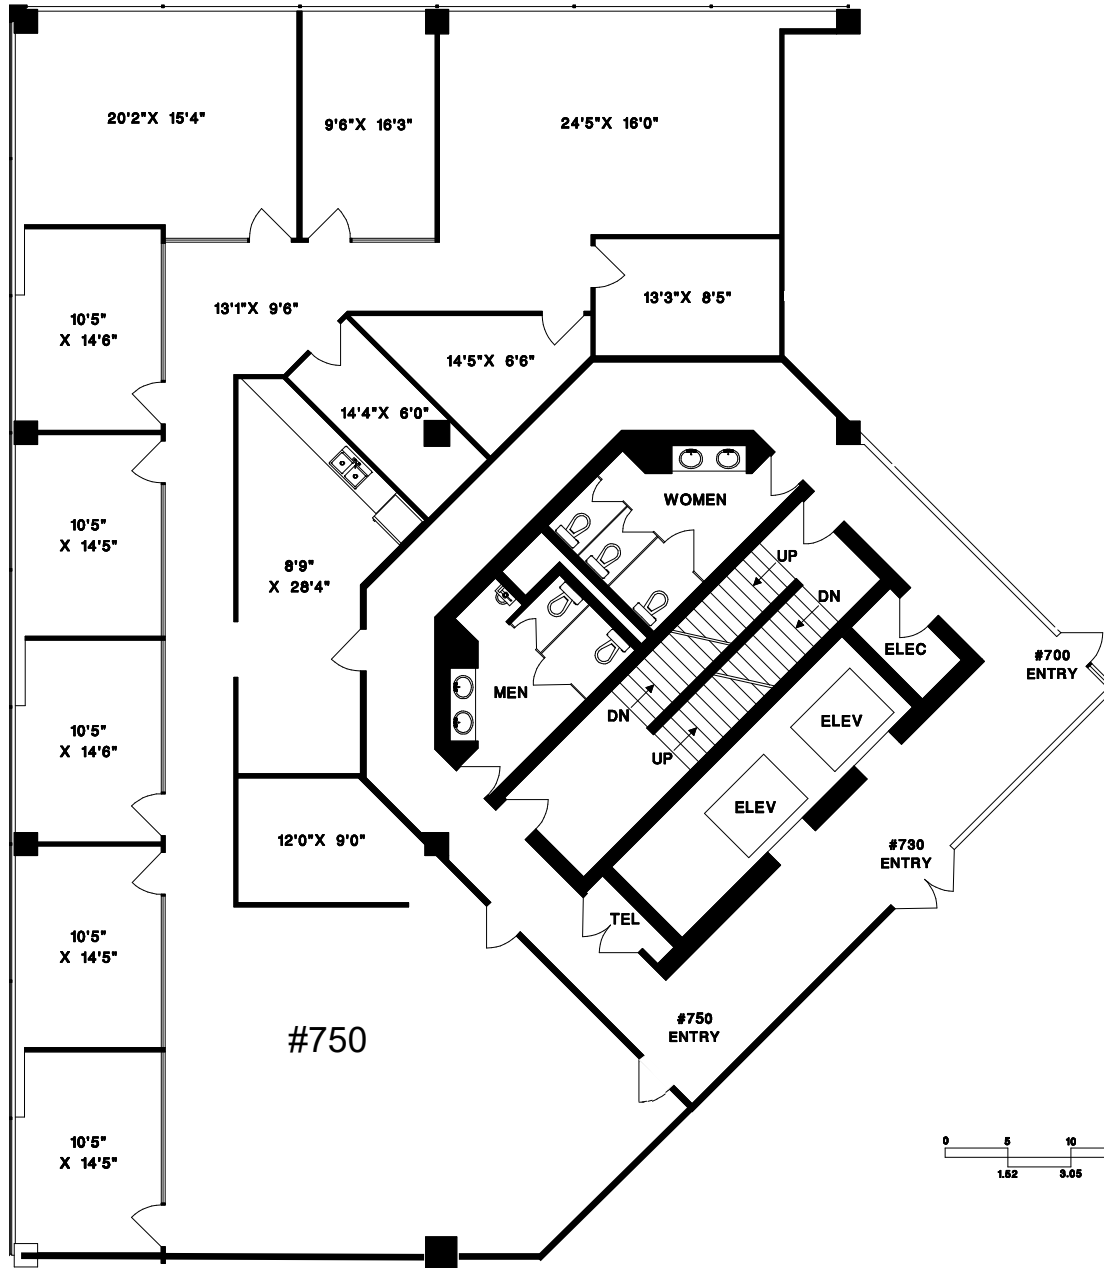 20'2"X 15'4"
9'6"X 16'3"
24'5"X 16'0"
13'1"X 9'6"
13'3"X 8'5"
10'5"
X 14'6"
14'5"X 6'6"
14'4"X 6'0"
WOMEN
10'5"
X 14'5"
8'9"
X 28'4"
UP
DN
ELEC
#700
ENTRY
MEN
DN
UP
ELEV
ELEV
10'5"
X 14'6"
12'0"X 9'0"
#730
ENTRY
TEL
10'5"
X 14'5"
#750
#750
ENTRY
10'5"
X 14'5"
0 5 10
1.52 3.05